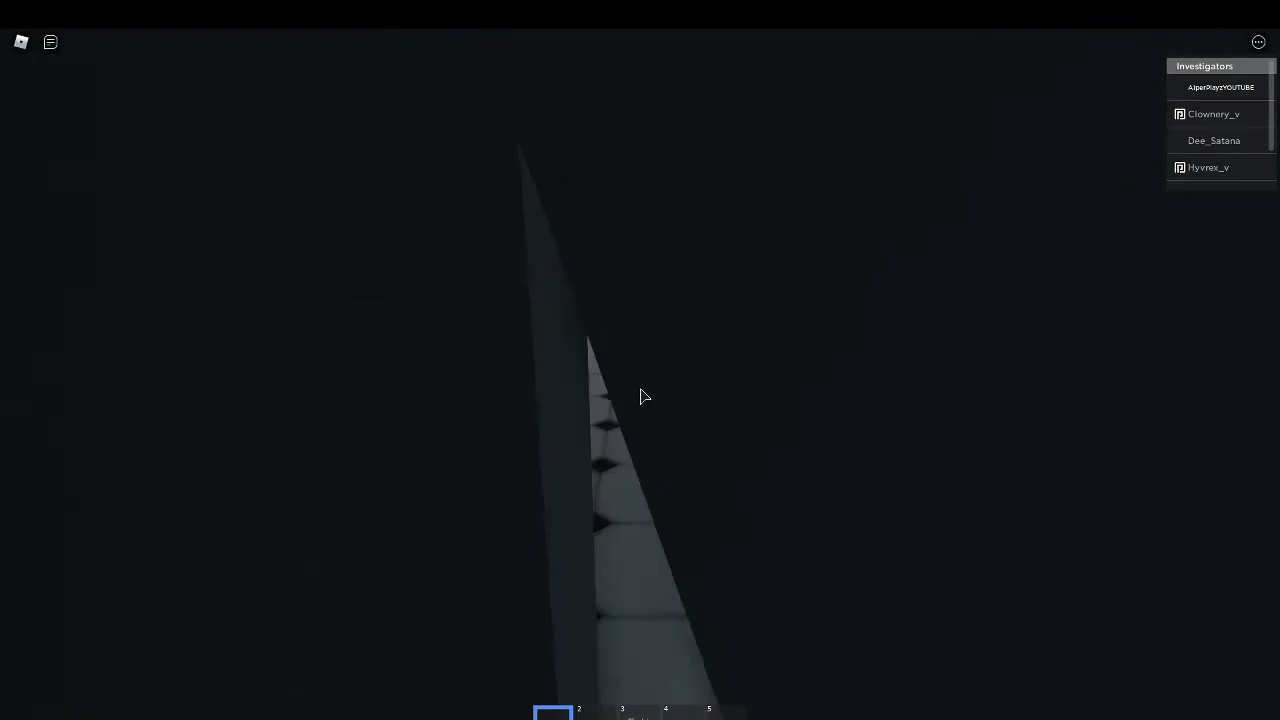 Investigators
AlperPlayzYOUTUBE
Clownery_v
Dee_Satana
Hyvrex_v
2 3 4 5